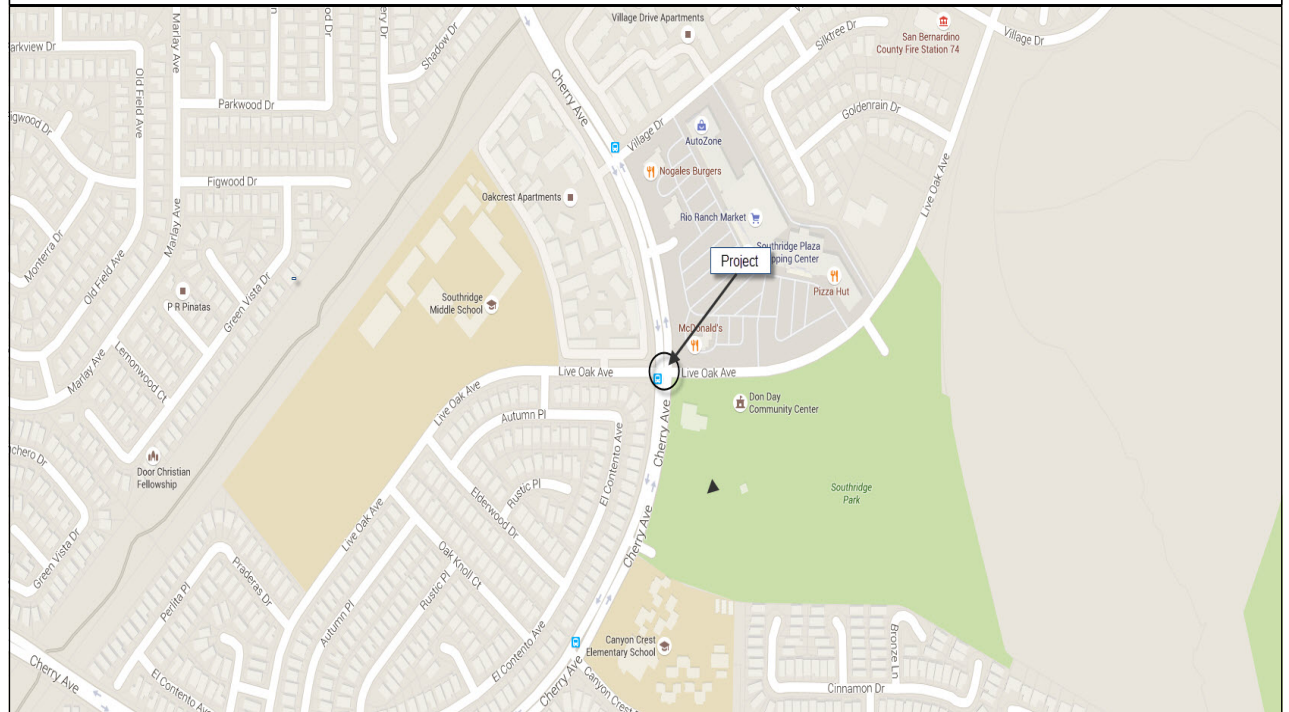 Village Drive Apartments
San Bernardino
County Fire Station 74
Village Dr
Silktree Dr
Shadow Dr
Marlay Ave
arkview Dr
Old Field Ave
Parkwood Dr
Cherry Ave
Goldenrain Dr
AutoZone
Village Dr
gwood Dr
Nogales Burgers
Figwood Dr
Live Oak Ave
Oakcrest Apartments
Rio Ranch Market
Marlay Ave
Monterra Dr
Southridge Plaza
pping Center
Project
Old Field Ave
Pizza Hut
P R Pinatas
Green Vista Dr
Southridge
Middle School
McDonald's
Lemonwood Ct
Marlay Ave
Live Oak Ave
Live Oak Ave
Live Oak Ave
Don Day
Community Center
Autumn Pl
Cherry Ave
El Contento Ave
chero Dr
Door Christian
Fellowship
Rustic Pl
Elderwood Dr
Southridge
Park
Live Oak Ave
Cherry Ave
Green Vista Dr
Oak Knoll Ct
Praderas Dr
Perlita Pl
Rustic Pl
Autumn Pl
Canyon Crest
Elementary School
Bronze Ln
El Contento Ave
Cherry Ave
Cinnamon Dr
El Contento Av
Cherry Ave
Canyon Crest